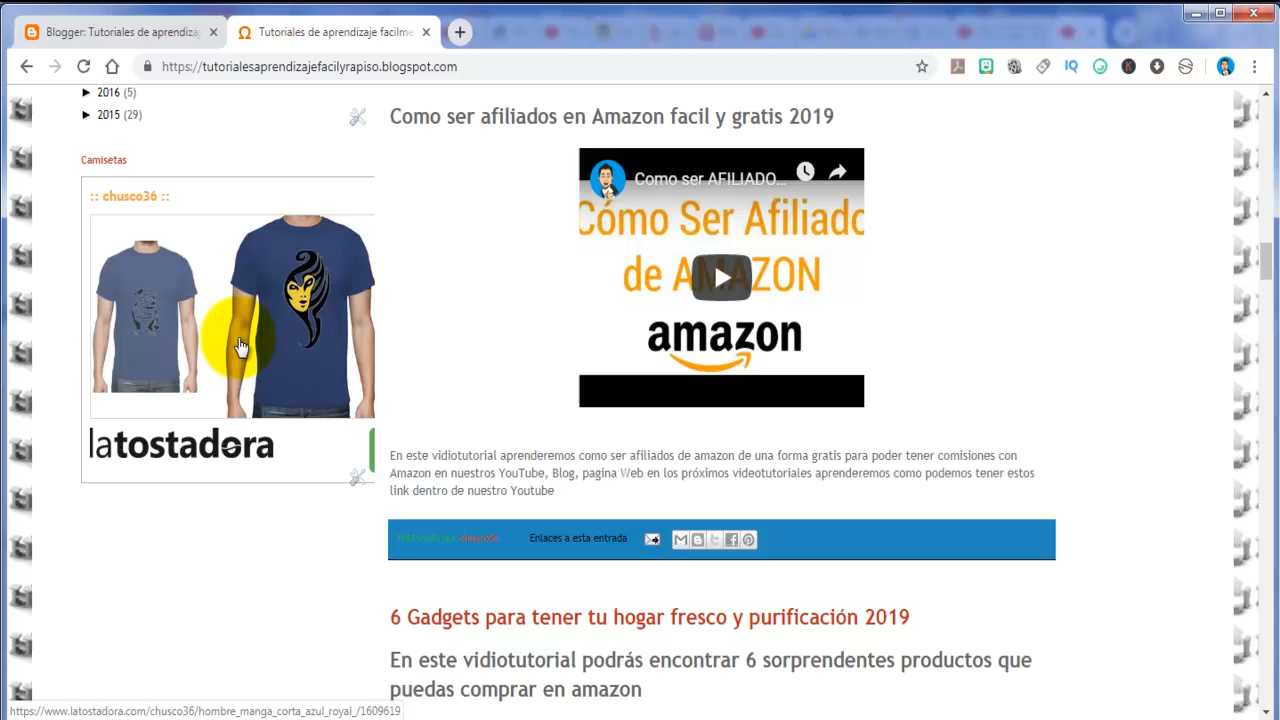 Blogger: Tutoriales de aprendizaj
Tutoriales de aprendizaje facilme
https://tutorialesaprendizajefacilyrapiso.blogspot.com
► 2016 (5)
► 2015 (29)
Camisetas
:: chusco36 ::
latostadora
Como ser afiliados en Amazon facil y gratis 2019
Como ser AFILIADO...
Cómo Ser Afiliado
de AMAZON
amazon
En este vidiotutorial aprenderemos como ser afiliados de amazon de una forma gratis para poder tener comisiones con
Amazon en nuestros YouTube, Blog, pagina Web en los próximos videotutoriales aprenderemos como podemos tener estos
link dentro de nuestro Youtube
Publicado por chusco36 Enlaces a esta entrada
6 Gadgets para tener tu hogar fresco y purificación 2019
En este vidiotutorial podrás encontrar 6 sorprendentes productos que
puedas comprar en amazon
https://www.latostadora.com/chusco36/hombre_manga_corta_azul_royal_/1609619